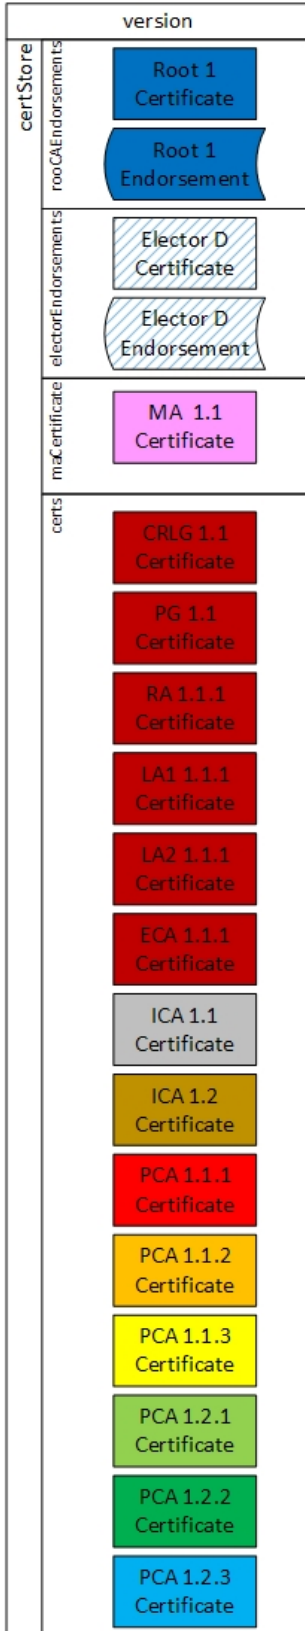 version
certStore
rooCAEndorsements
Root 1
Certificate
Root 1
Endorsement
electorEndorsements
Elector D
Certificate
Elector D
Endorsement
maCertificate
MA 1.1
Certificate
certs
CRLG 1.1
Certificate
PG 1.1
Certificate
RA 1.1.1
Certificate
LA1 1.1.1
Certificate
LA2 1.1.1
Certificate
ECA 1.1.1
Certificate
ICA 1.1
Certificate
ICA 1.2
Certificate
PCA 1.1.1
Certificate
PCA 1.1.2
Certificate
PCA 1.1.3
Certificate
PCA 1.2.1
Certificate
PCA 1.2.2
Certificate
PCA 1.2.3
Certificate